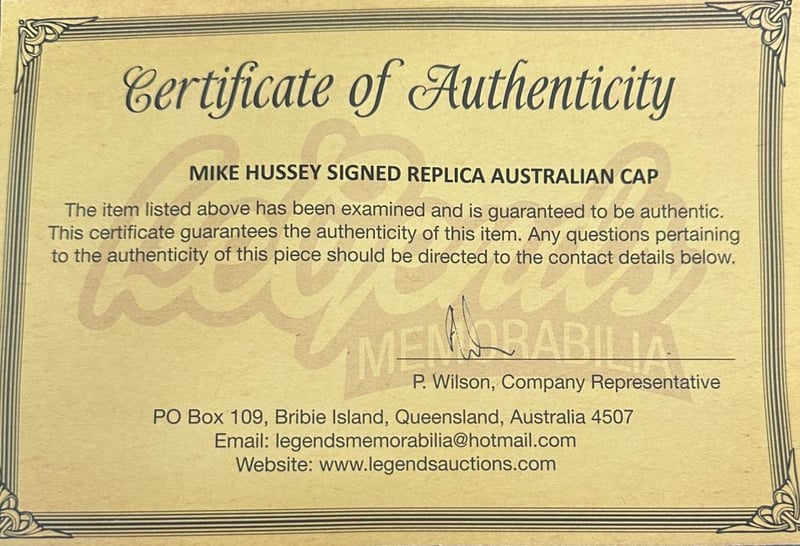 Certificate of Authenticity
MIKE HUSSEY SIGNED REPLICA AUSTRALIAN CAP
The item listed above has been examined and is guaranteed to be authentic.
This certificate guarantees the authenticity of this item. Any questions pertaining
to the authenticity of this piece should be directed to the contact details below.
Legends
MEMORABILIA
P. Wilson, Company Representative
PO Box 109, Bribie Island, Queensland, Australia 4507
Email: legendsmemorabilia@hotmail.com
Website: www.legendsauctions.com